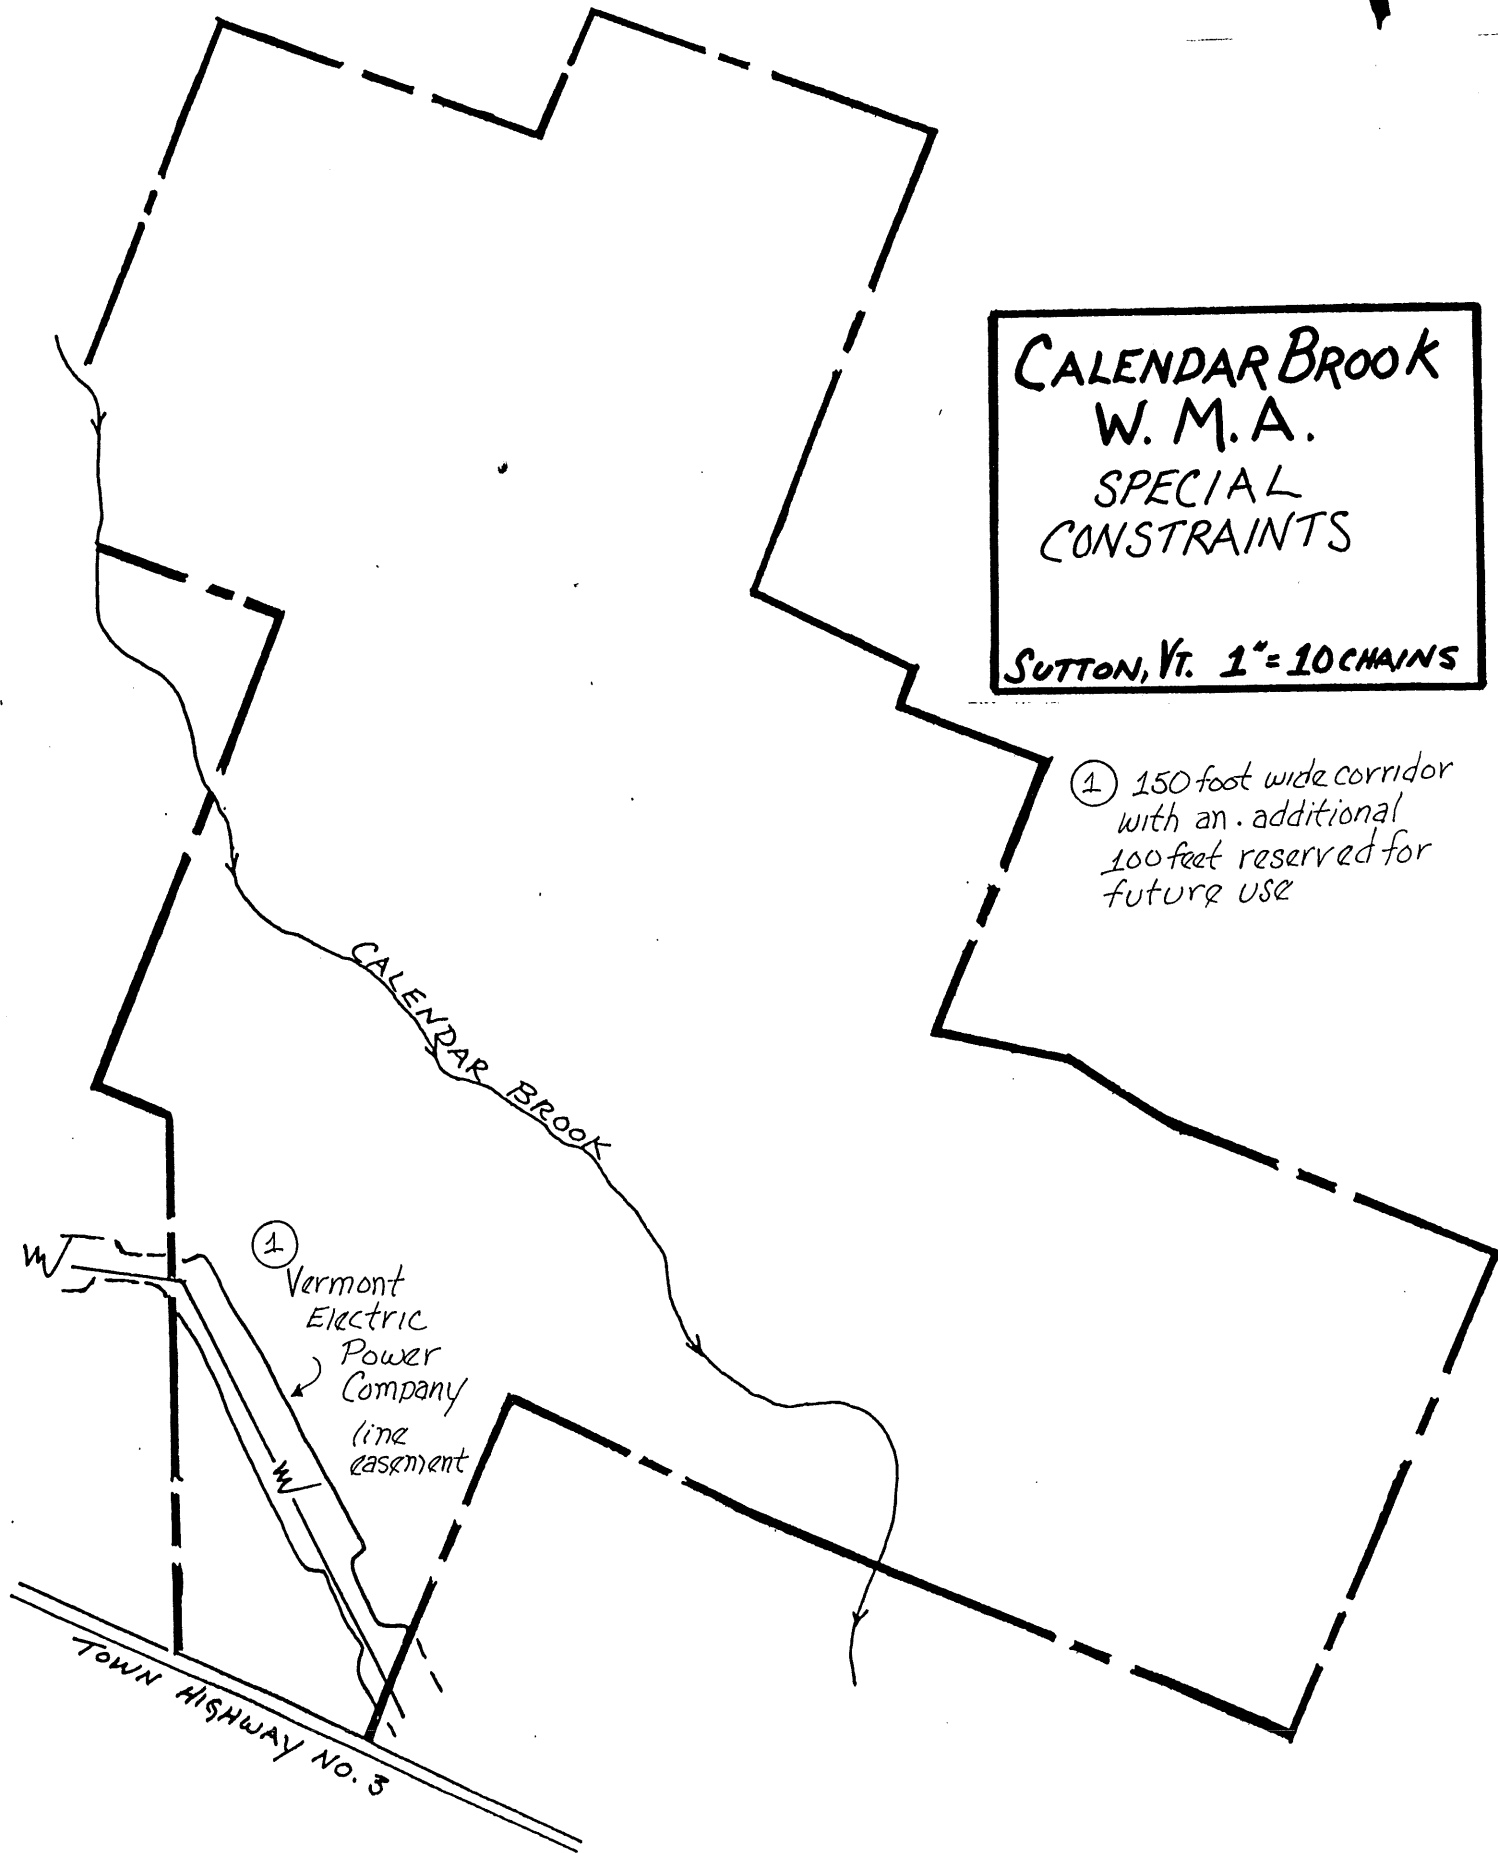 CALENDAR BROOK
W. M. A.
SPECIAL
CONSTRAINTS
SUTTON, VT. 1"= 10 CHAINS
1 150 foot wide corridor
with an. additional
100 feet reserved for
future use
CALENDAR BROOK
1
Vermont
Electric
Power
Company
line
easement
TOWN HIGHWAY NO. 3